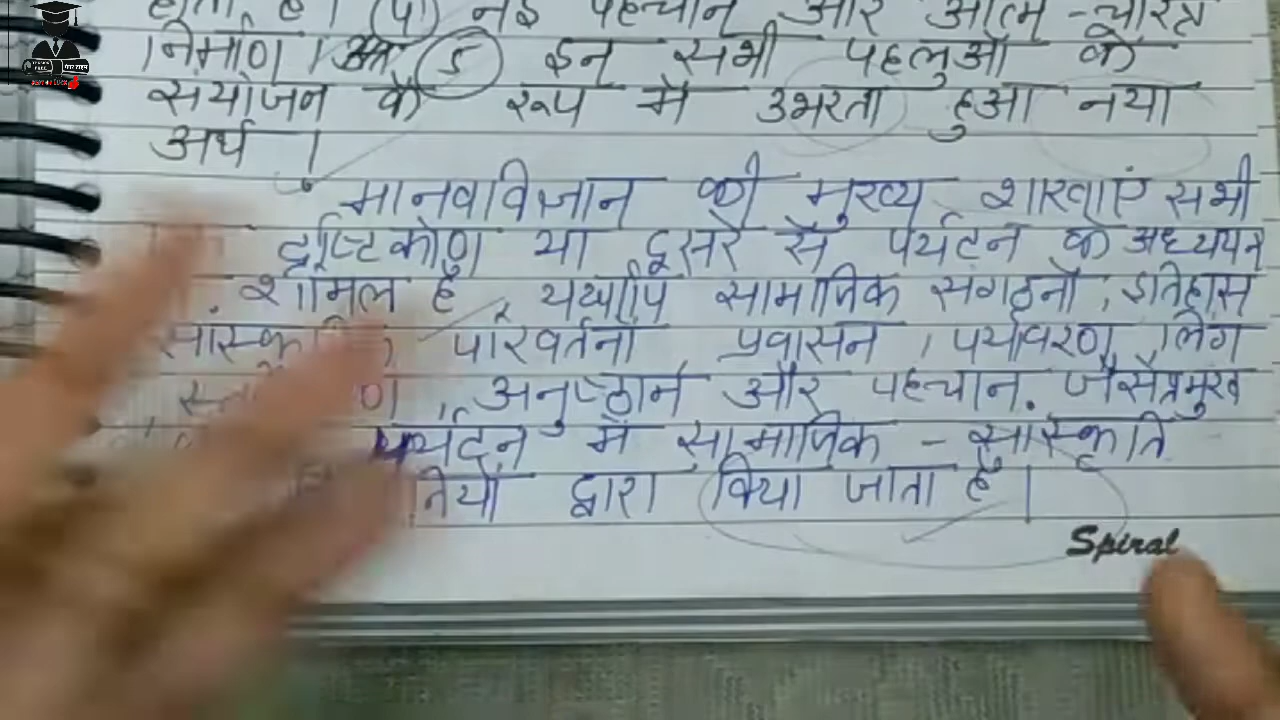 होता है। (५) नई पहचान और आत्म-चरित्र
निर्माण। (5) इन सभी पहलुओं के
संयोजन के रूप में उभरता हुआ नया
अर्थ।
मानवविज्ञान की मुख्य शाखाएं सभी
दृष्टिकोण या दूसरे से पर्यटन के अध्ययन
शामिल है, यद्यपि सामाजिक संगठनों, इतिहास
परिवर्तनों प्रवासन, पर्यावरण, लिंग
अनुष्ठान और पहचान. जैसे प्रमुख
पर्यटन में सामाजिक - सांस्कृति
द्वारा किया जाता है।
Spiral